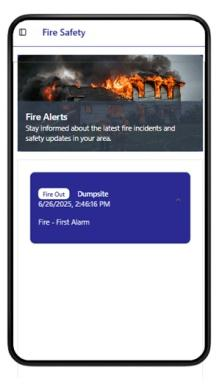 Fire Safety
Fire Alerts
Stay informed about the latest fire incidents and
safety updates in your area.
Fire Out Dumpsite
6/26/2025, 2:46:16 PM
Fire - First Alarm